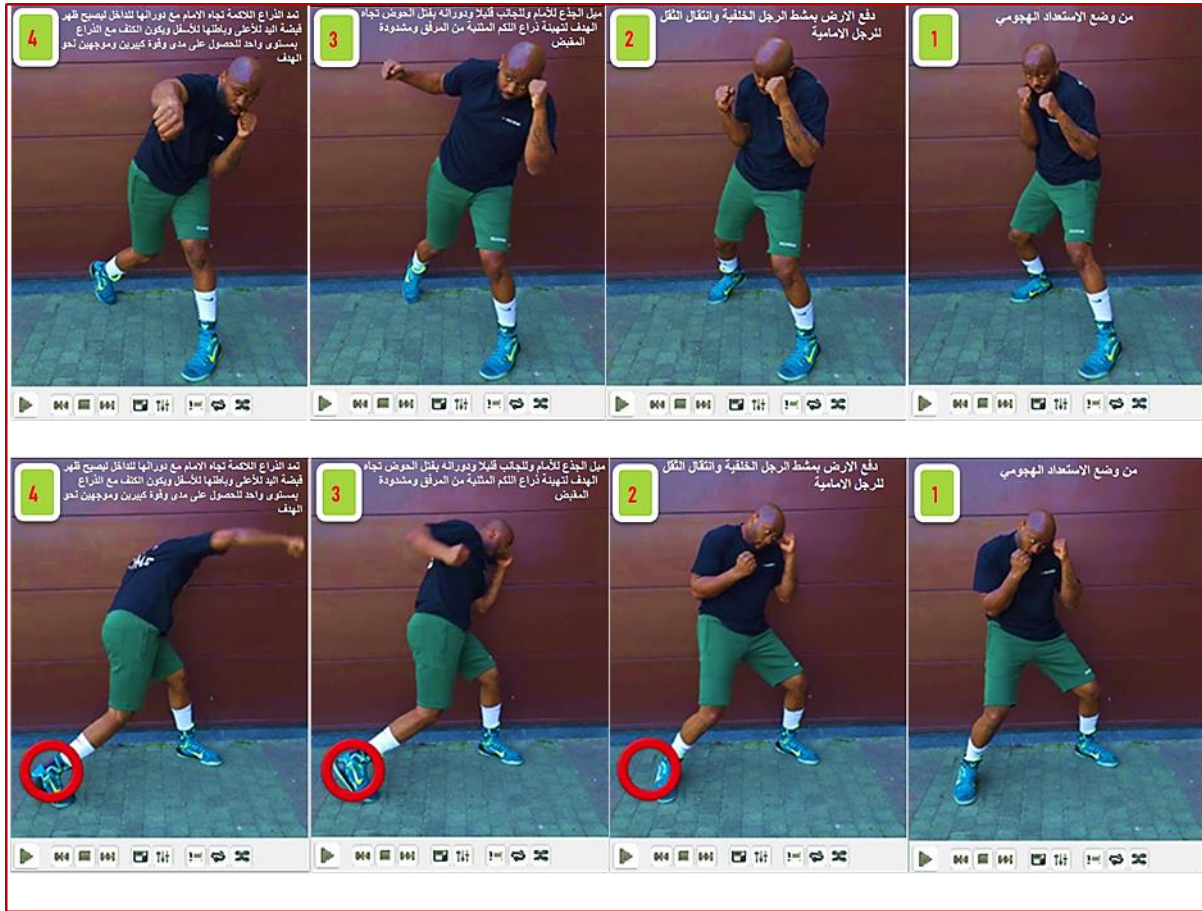 1
من وضع الاستعداد الهجومي
2
دفع الارض بمشط الرجل الخلفية وانتقال الثقل
للرجل الامامية
3
ميل الجذع للأمام وللجانب قليلا ودورانه بفتل الحوض تجاه
الهدف لتهيئة ذراع اللكم المثنية من المرفق ومشدودة
المقبض
4
تمد الذراع اللاكمة تجاه الامام مع دورانها للداخل ليصبح ظهر
قبضة اليد للأعلى وباطنها للأسفل ويكون الكتف مع الذراع
بمستوى واحد للحصول على مدى وقوة كبيرين وموجهين نحو
الهدف
1
من وضع الاستعداد الهجومي
2
دفع الارض بمشط الرجل الخلفية وانتقال الثقل
للرجل الامامية
3
ميل الجذع للأمام وللجانب قليلا ودورانه بفتل الحوض تجاه
الهدف لتهيئة ذراع اللكم المثنية من المرفق ومشدودة
المقبض
4
تمد الذراع اللاكمة تجاه الامام مع دورانها للداخل ليصبح ظهر
قبضة اليد للأعلى وباطنها للأسفل ويكون الكتف مع الذراع
بمستوى واحد للحصول على مدى وقوة كبيرين وموجهين نحو
الهدف